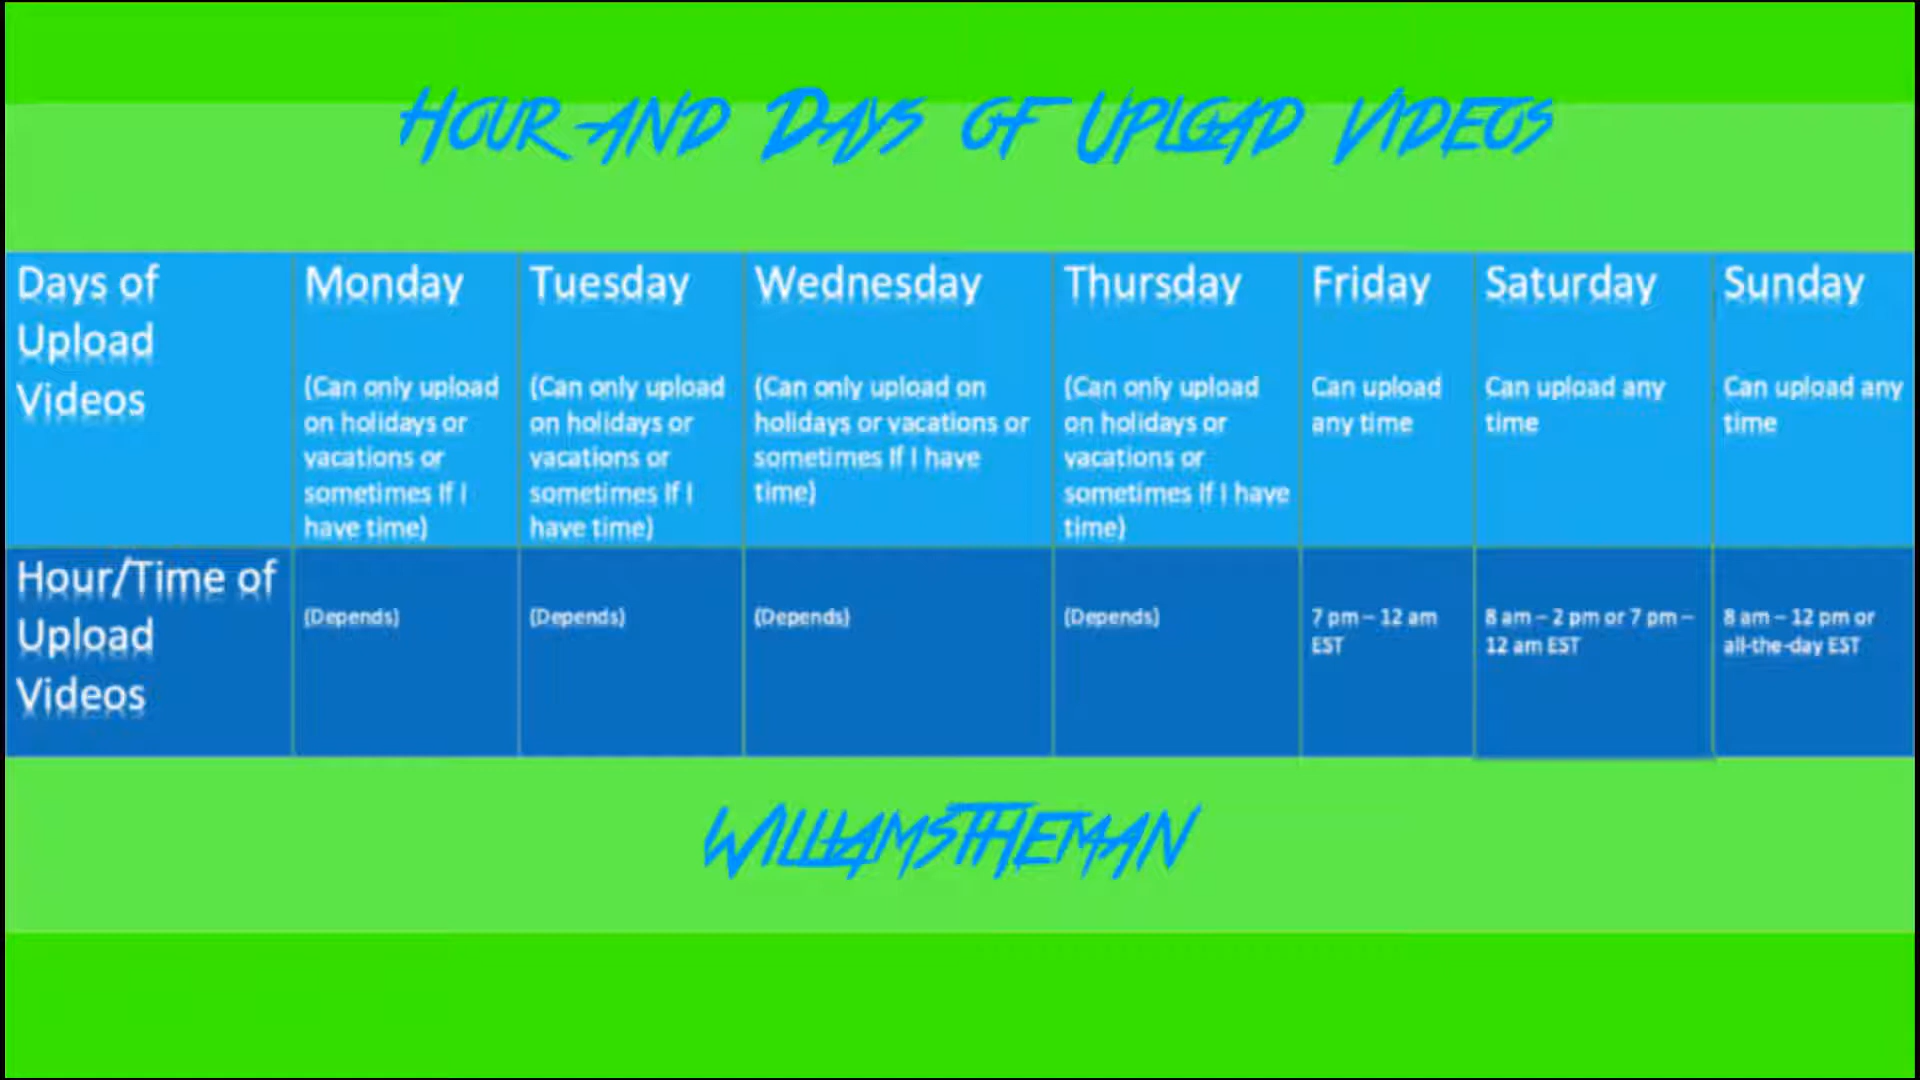 Hour and Days of Upload Videos
Days of
Upload
Videos
Monday
(Can only upload
on holidays or
vacations or
sometimes If I
have time)
Tuesday
(Can only upload
on holidays or
vacations or
sometimes If I
have time)
Wednesday
(Can only upload on
holidays or vacations or
sometimes If I have
time)
Thursday
(Can only upload
on holidays or
vacations or
sometimes If I have
time)
Friday
Can upload
any time
Saturday
Can upload any
time
Sunday
Can upload any
time
Hour/Time of
Upload
Videos
(Depends)
(Depends)
(Depends)
(Depends)
7 pm – 12 am
EST
8 am – 2 pm or 7 pm –
12 am EST
8 am – 12 pm or
all-the-day EST
WilliamsTheMan